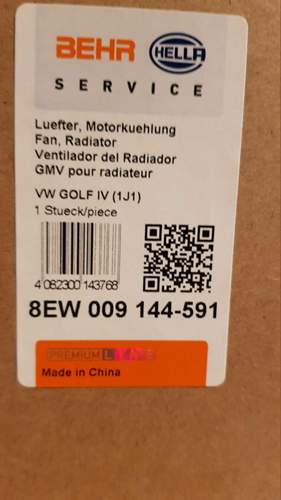 BEHR HELLA
SERVICE
Luefter, Motorkuehlung
Fan, Radiator
Ventilador del Radiador
GMV pour radiateur
VW GOLF IV (1J1)
1 Stueck/piece
4 082300 143768
8EW 009 144-591
PREMIUM LINE
Made in China